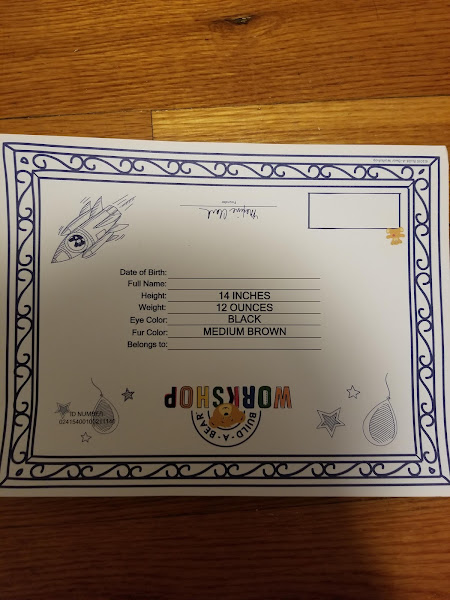 Founder
Date of Birth:
Full Name:
Height: 14 INCHES
Weight: 12 OUNCES
Eye Color: BLACK
Fur Color: MEDIUM BROWN
Belongs to:
WORKSHOP
BUILD-A-BEAR
ID NUMBER